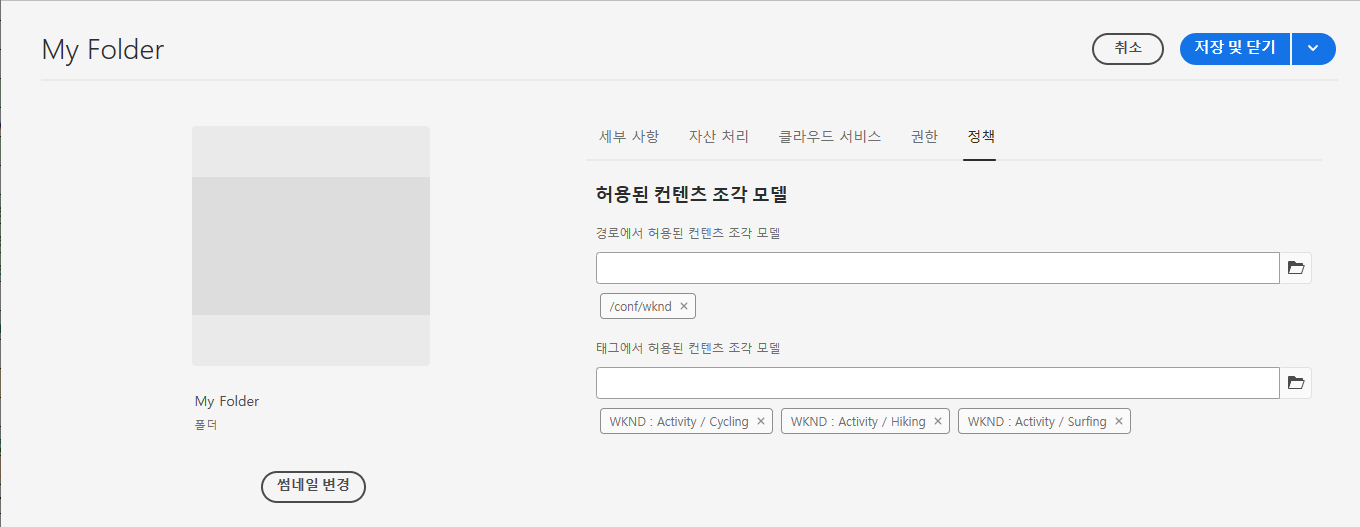 My Folder
취소
저장 및 닫기
세부 사항 자산 처리 클라우드 서비스 권한 정책
허용된 컨텐츠 조각 모델
경로에서 허용된 컨텐츠 조각 모델
/conf/wknd ×
태그에서 허용된 컨텐츠 조각 모델
WKND : Activity / Cycling × WKND : Activity / Hiking × WKND : Activity / Surfing ×
My Folder
폴더
썸네일 변경